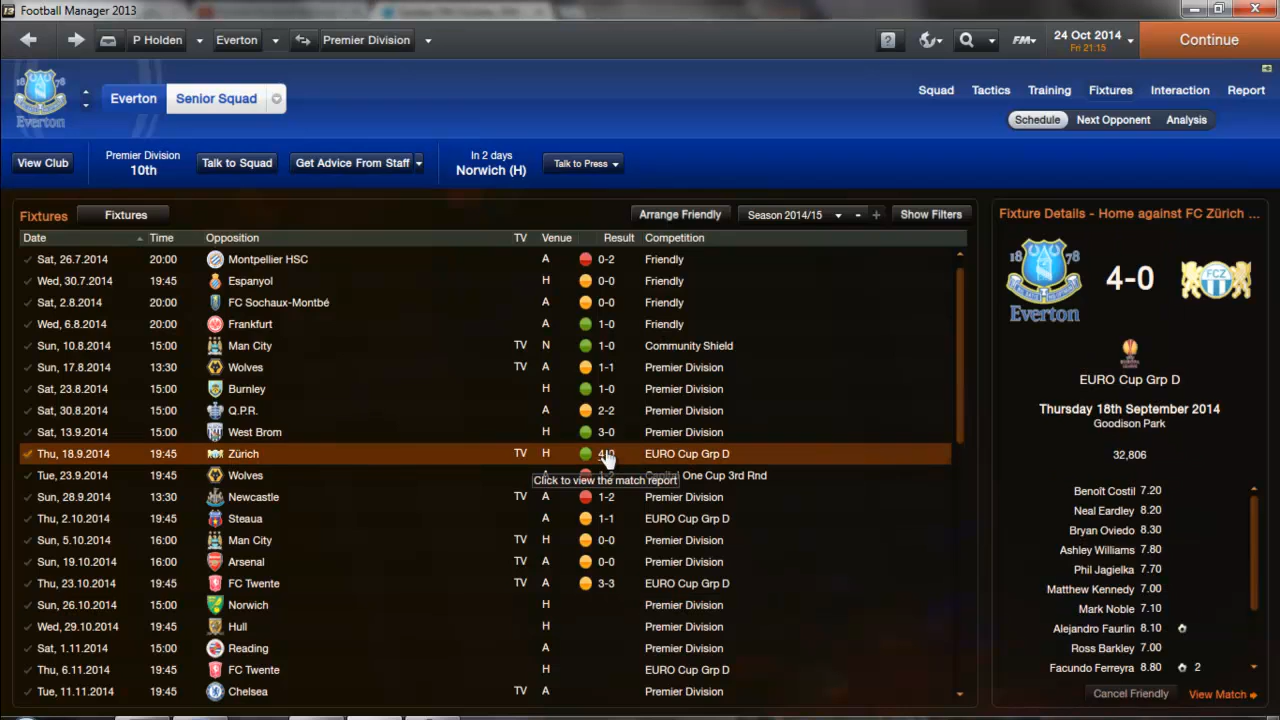 Football Manager 2013
P Holden Everton Premier Division
? FM 24 Oct 2014 Fri 21:15 Continue
1878 Everton
Everton Senior Squad
Squad Tactics Training Fixtures Interaction Report
Schedule Next Opponent Analysis
View Club Premier Division 10th Talk to Squad Get Advice From Staff In 2 days Norwich (H) Talk to Press
Fixtures Fixtures Arrange Friendly Season 2014/15 - + Show Filters
Date Time Opposition TV Venue Result Competition
Sat, 26.7.2014 20:00 Montpellier HSC A 0-2 Friendly
Wed, 30.7.2014 19:45 Espanyol H 0-0 Friendly
Sat, 2.8.2014 20:00 FC Sochaux-Montbé A 0-0 Friendly
Wed, 6.8.2014 20:00 Frankfurt A 1-0 Friendly
Sun, 10.8.2014 15:00 Man City TV N 1-0 Community Shield
Sun, 17.8.2014 13:30 Wolves TV A 1-1 Premier Division
Sat, 23.8.2014 15:00 Burnley H 1-0 Premier Division
Sat, 30.8.2014 15:00 Q.P.R. A 2-2 Premier Division
Sat, 13.9.2014 15:00 West Brom H 3-0 Premier Division
Thu, 18.9.2014 19:45 Zürich TV H EURO Cup Grp D
Tue, 23.9.2014 19:45 Wolves One Cup 3rd Rnd
Click to view the match report
Sun, 28.9.2014 13:30 Newcastle TV A 1-2 Premier Division
Thu, 2.10.2014 19:45 Steaua A 1-1 EURO Cup Grp D
Sun, 5.10.2014 16:00 Man City TV H 0-0 Premier Division
Sun, 19.10.2014 16:00 Arsenal TV A 0-0 Premier Division
Thu, 23.10.2014 19:45 FC Twente TV A 3-3 EURO Cup Grp D
Sun, 26.10.2014 15:00 Norwich H Premier Division
Wed, 29.10.2014 19:45 Hull H Premier Division
Sat, 1.11.2014 15:00 Reading A Premier Division
Thu, 6.11.2014 19:45 FC Twente H EURO Cup Grp D
Tue, 11.11.2014 19:45 Chelsea TV A Premier Division
Fixture Details - Home against FC Zürich ...
1878 Everton 4-0 FCZ
EURO Cup Grp D
Thursday 18th September 2014
Goodison Park
32,806
Benoît Costil 7.20
Neal Eardley 8.20
Bryan Oviedo 8.30
Ashley Williams 7.80
Phil Jagielka 7.70
Matthew Kennedy 7.00
Mark Noble 7.10
Alejandro Faurlin 8.10
Ross Barkley 7.00
Facundo Ferreyra 8.80 2
Cancel Friendly View Match